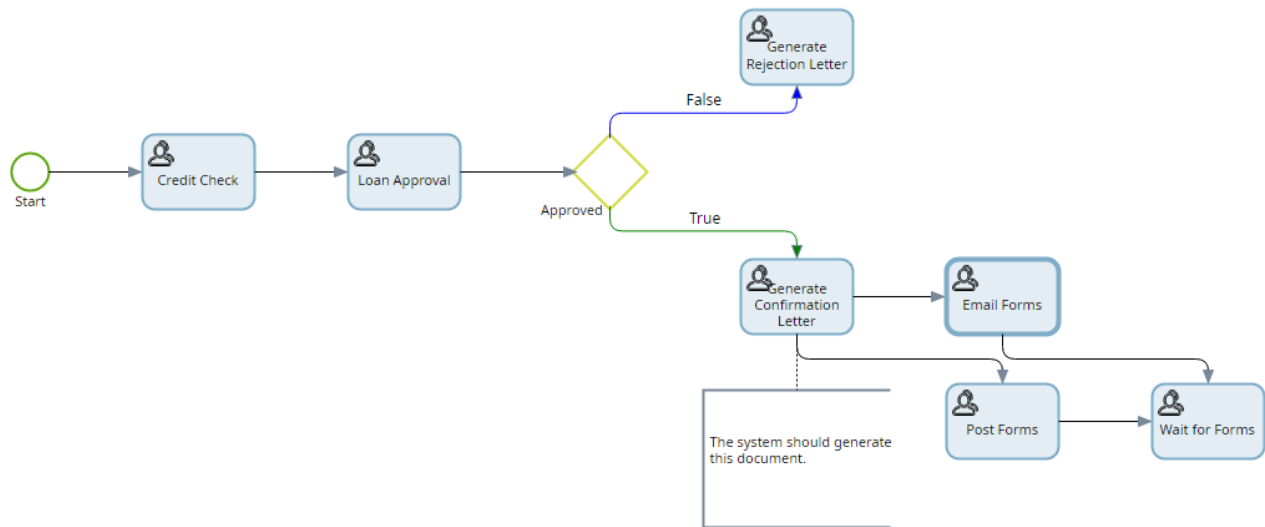 Generate
Rejection Letter
False
Credit Check
Loan Approval
Start
Approved
True
Generate
Confirmation
Letter
Email Forms
Post Forms
Wait for Forms
The system should generate
this document.